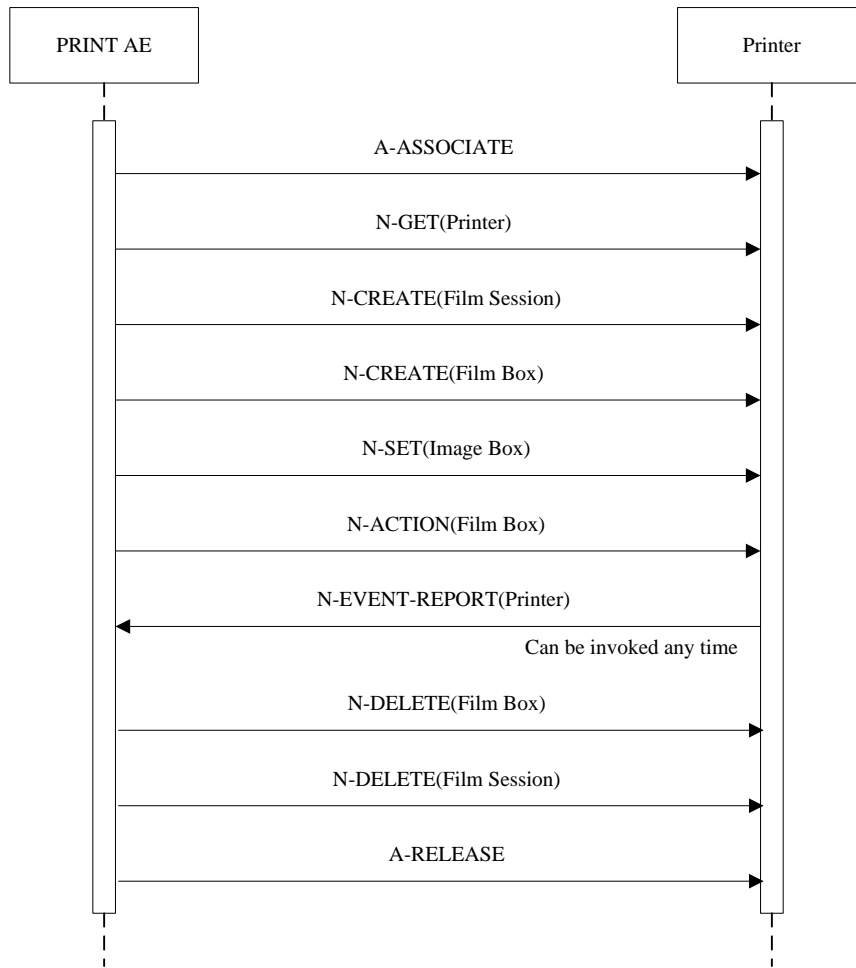 PRINT AE
Printer
A-ASSOCIATE
N-GET(Printer)
N-CREATE(Film Session)
N-CREATE(Film Box)
N-SET(Image Box)
N-ACTION(Film Box)
N-EVENT-REPORT(Printer)
Can be invoked any time
N-DELETE(Film Box)
N-DELETE(Film Session)
A-RELEASE